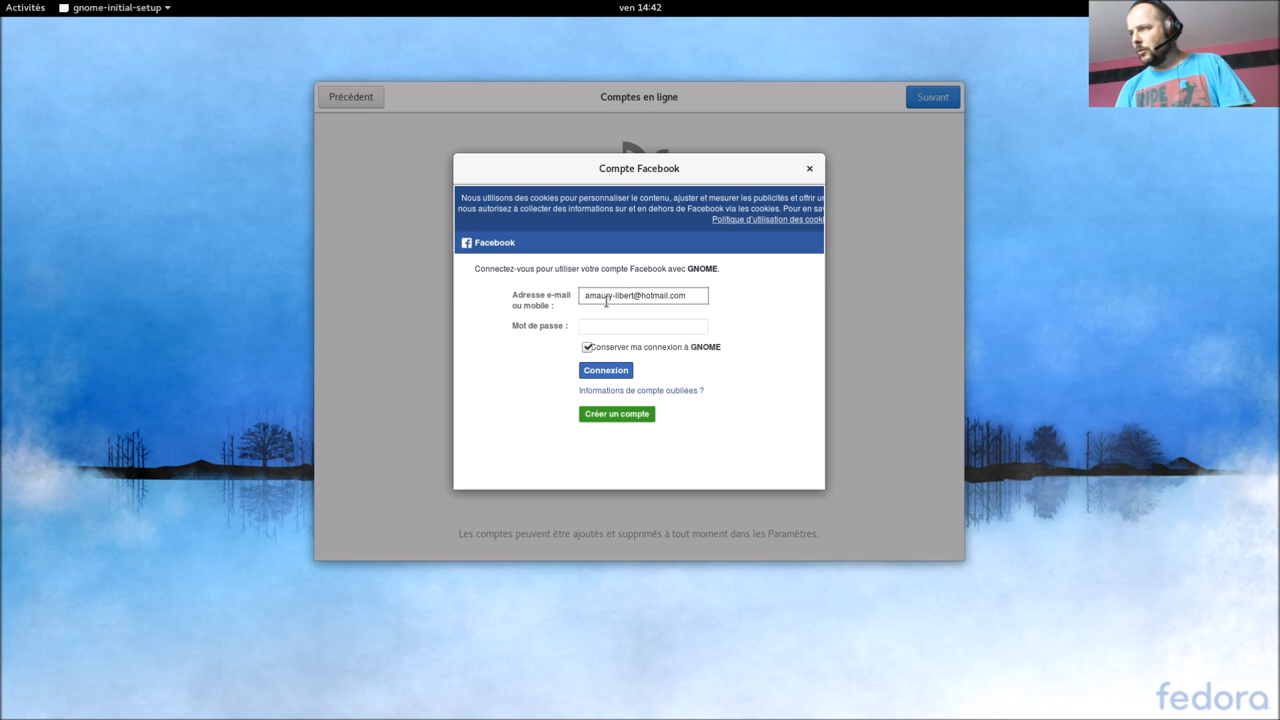 Activités gnome-initial-setup ven 14:42
Précédent Comptes en ligne Suivant
Compte Facebook ×
Nous utilisons des cookies pour personnaliser le contenu, ajuster et mesurer les publicités et offrir
nous autorisez à collecter des informations sur et en dehors de Facebook via les cookies. Pour en
Politique d'utilisation des
Facebook
Connectez-vous pour utiliser votre compte Facebook avec GNOME.
Adresse e-mail
ou mobile :
amaury-libert@hotmail.com
Mot de passe :
Conserver ma connexion à GNOME
Connexion
Informations de compte oubliées ?
Créer un compte
Les comptes peuvent être ajoutés et supprimés à tout moment dans les Paramètres.
RIDE
fedora